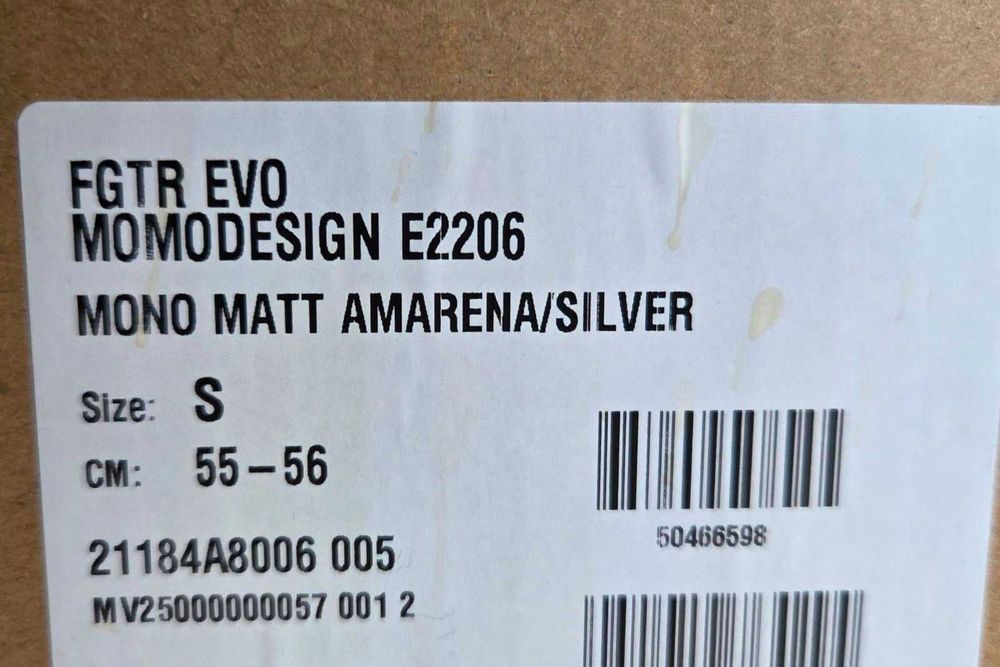 FGTR EVO
MOMODESIGN E2206
MONO MATT AMARENA/SILVER
Size: S
CM: 55-56
50466598
21184A8006 005
MV25000000057 001 2